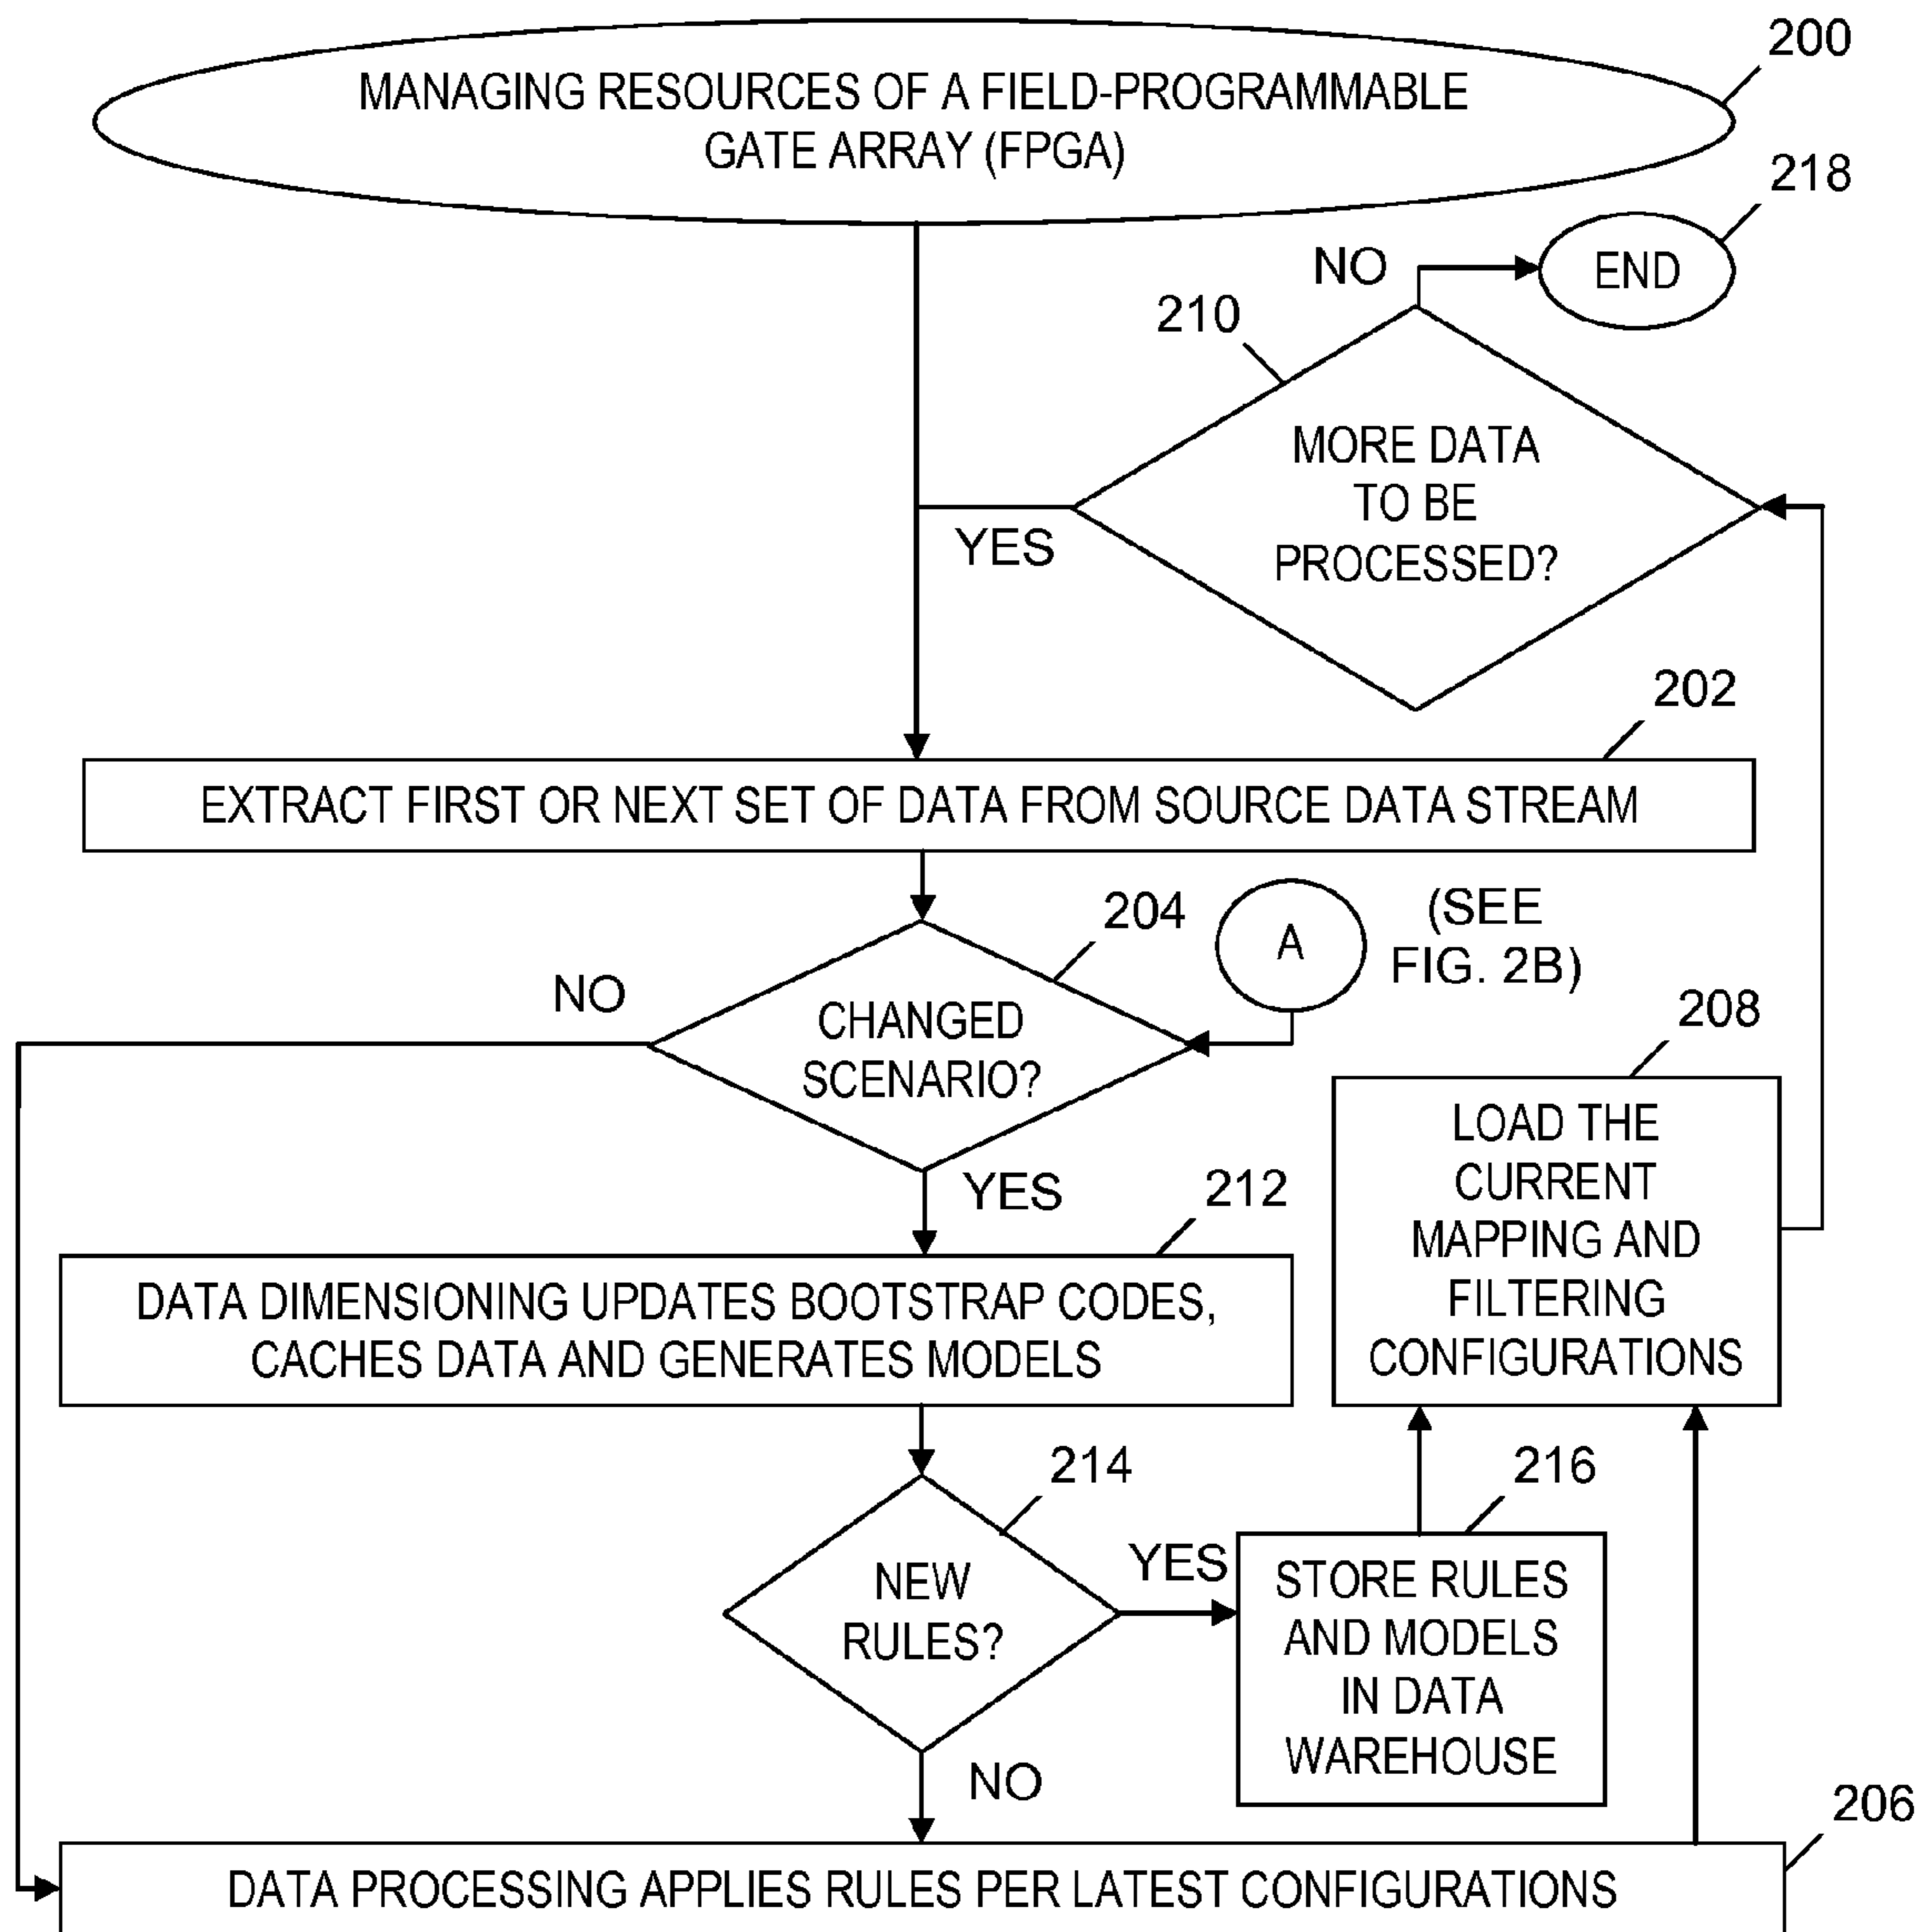 200
MANAGING RESOURCES OF A FIELD-PROGRAMMABLE
GATE ARRAY (FPGA)
218
NO
END
210
MORE DATA
TO BE
PROCESSED?
YES
202
EXTRACT FIRST OR NEXT SET OF DATA FROM SOURCE DATA STREAM
204
A
(SEE
FIG. 2B)
NO
CHANGED
SCENARIO?
208
LOAD THE
CURRENT
MAPPING AND
FILTERING
CONFIGURATIONS
YES
212
DATA DIMENSIONING UPDATES BOOTSTRAP CODES,
CACHES DATA AND GENERATES MODELS
214
216
NEW
RULES?
YES
STORE RULES
AND MODELS
IN DATA
WAREHOUSE
NO
206
DATA PROCESSING APPLIES RULES PER LATEST CONFIGURATIONS